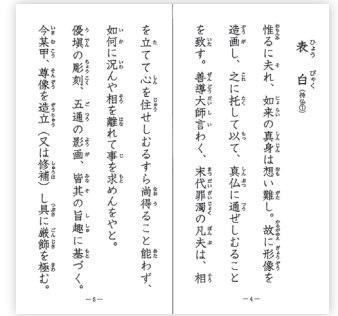 表白（神仏）
惟るに夫れ、如来の真身は想い難し。故に形像を
造画し、之れに托して以って、真仏に通ぜしむること
を致す。善導大師言わく、末代罪濁の凡夫は、相
―4―
を立てて心を住せしむるすら尚得ること能わず、
如何に況んや相を離れて事を求めんをやと。
優塡の彫刻、五通の影画、皆其の旨趣に基づく。
今某甲、尊像を造立（又は修補）し具に厳飾を極む。
―5―